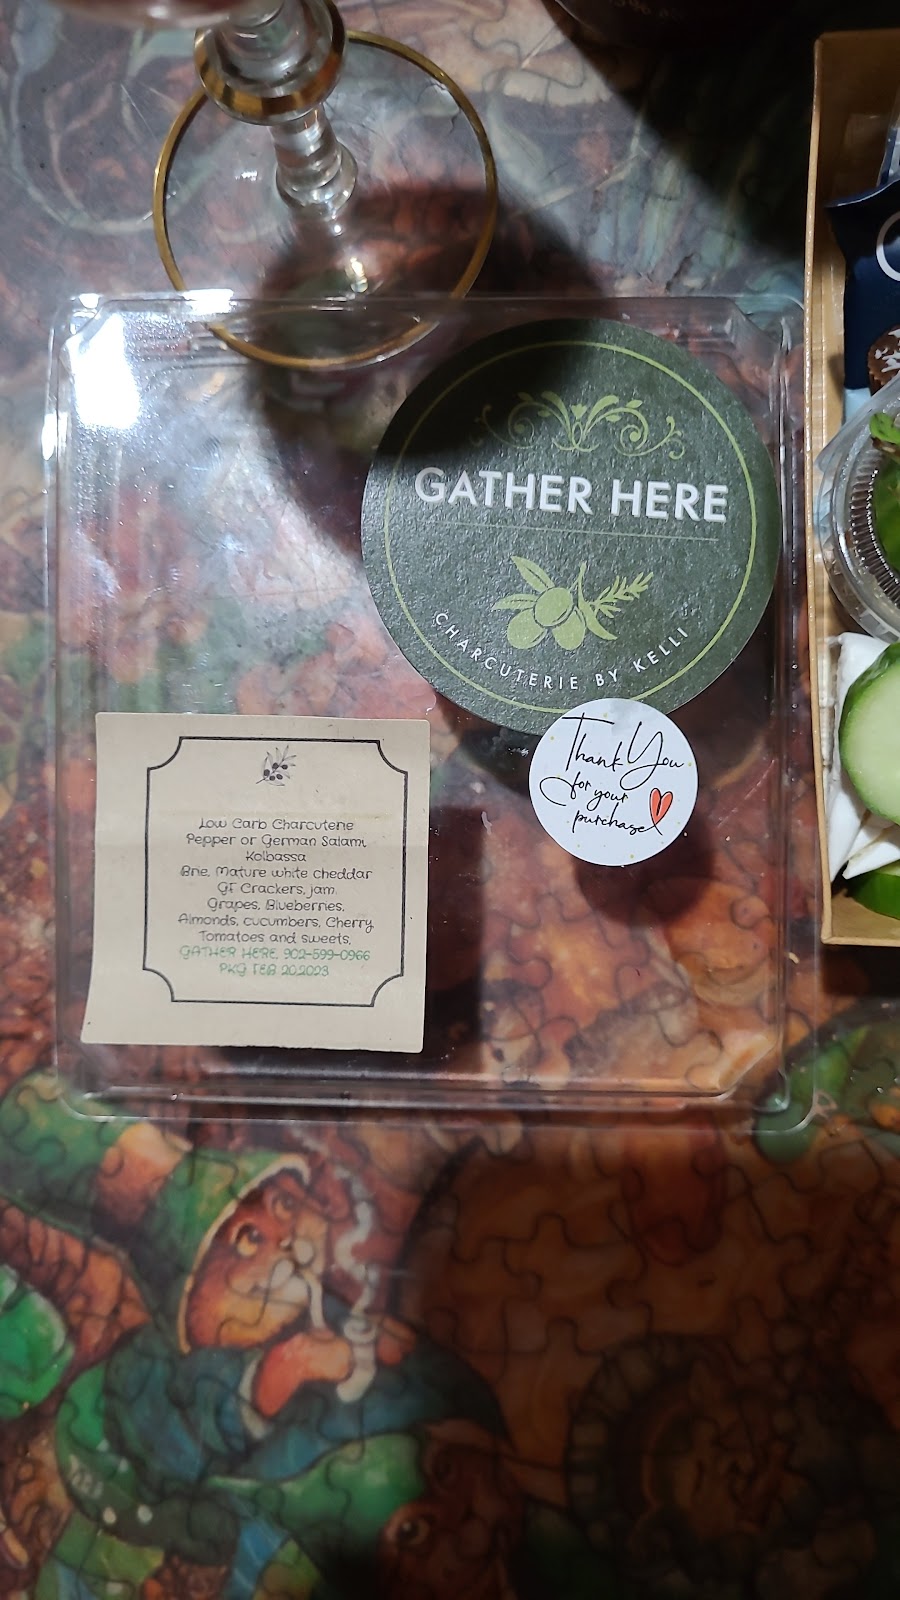 GATHER HERE
CHARCUTERIE BY KELLI
Thank You
for your
purchase
Low Carb Charcuterie
Pepper or German Salami,
Kolbassa
Brie, Mature white cheddar
GF Crackers, jam.
Grapes, Blueberries,
Almonds, cucumbers, Cherry
Tomatoes and sweets.
GATHER HERE. 902-599-0966
PKG FEB 20.2023